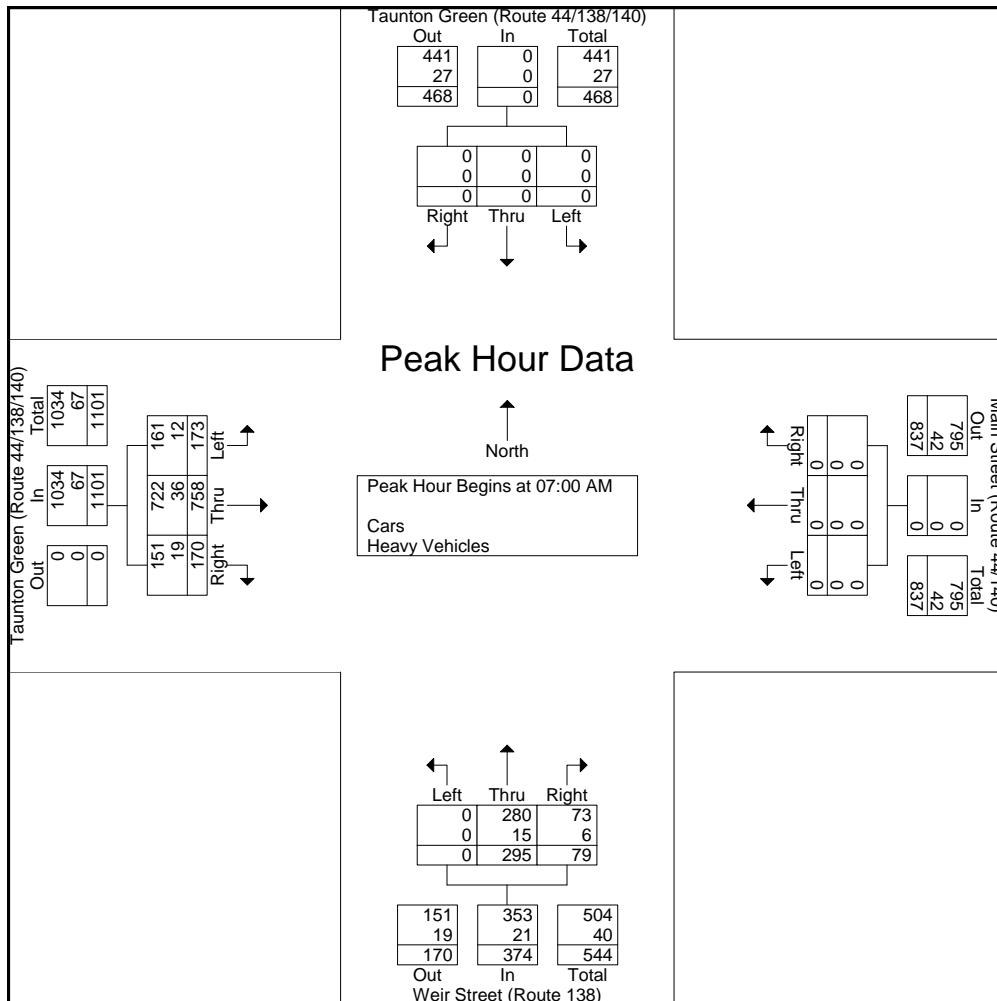 Taunton Green (Route 44/138/140)
Out In Total
441 0 441
27 0 27
468 0 468
0 0 0
0 0 0
0 0 0
Right Thru Left
Peak Hour Data
North
Peak Hour Begins at 07:00 AM
Cars
Heavy Vehicles
Taunton Green (Route 44/138/140)
Out In Total
0 1034 1034
0 67 67
0 1101 1101
Right Thru Left
151 722 161
19 36 12
170 758 173
Main Street (Route 44/140)
Out In Total
795 0 795
42 0 42
837 0 837
Right Thru Left
0 0 0
0 0 0
0 0 0
Left Thru Right
0 280 73
0 15 6
0 295 79
151 353 504
19 21 40
170 374 544
Out In Total
Weir Street (Route 138)